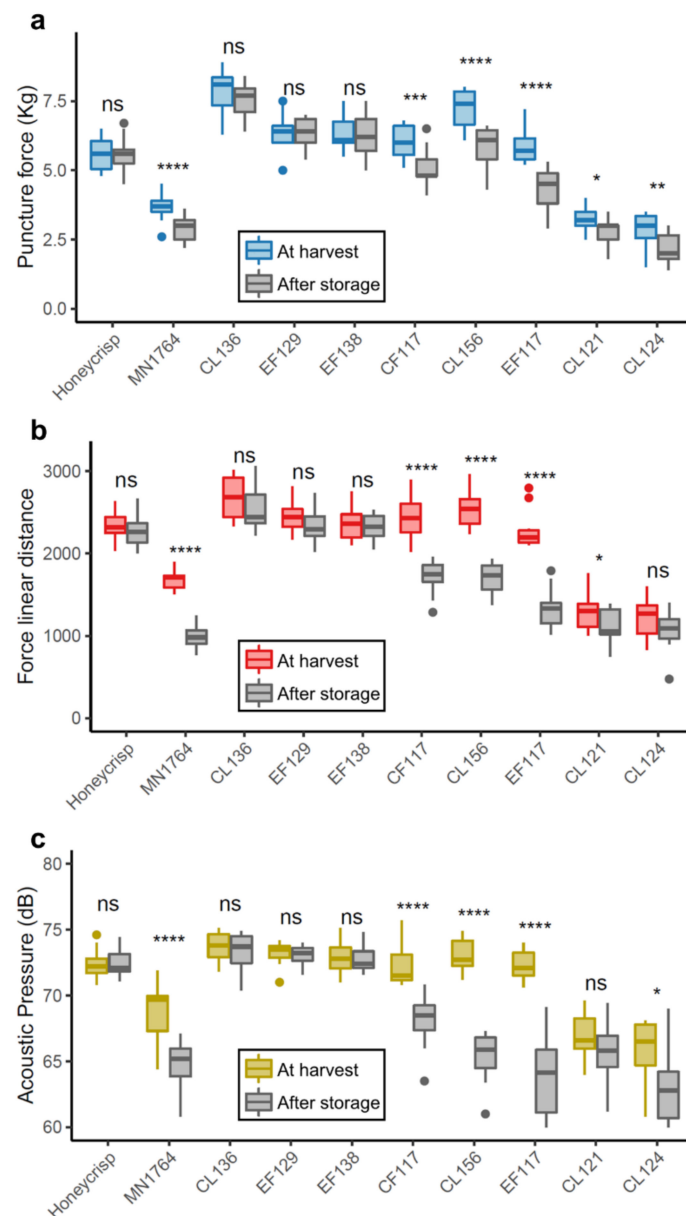 a
Puncture force (Kg)
7.5
5.0
2.5
0.0
ns
****
ns
ns
ns
***
****
****
*
**
At harvest
After storage
Honeycrisp
MN1764
CL136
EF129
EF138
CF117
CL156
EF117
CL121
CL124
b
Force linear distance
3000
2000
1000
0
ns
****
ns
ns
ns
****
****
****
*
ns
At harvest
After storage
Honeycrisp
MN1764
CL136
EF129
EF138
CF117
CL156
EF117
CL121
CL124
c
Acoustic Pressure (dB)
80
75
70
65
60
ns
****
ns
ns
ns
****
****
****
ns
*
At harvest
After storage
Honeycrisp
MN1764
CL136
EF129
EF138
CF117
CL156
EF117
CL121
CL124